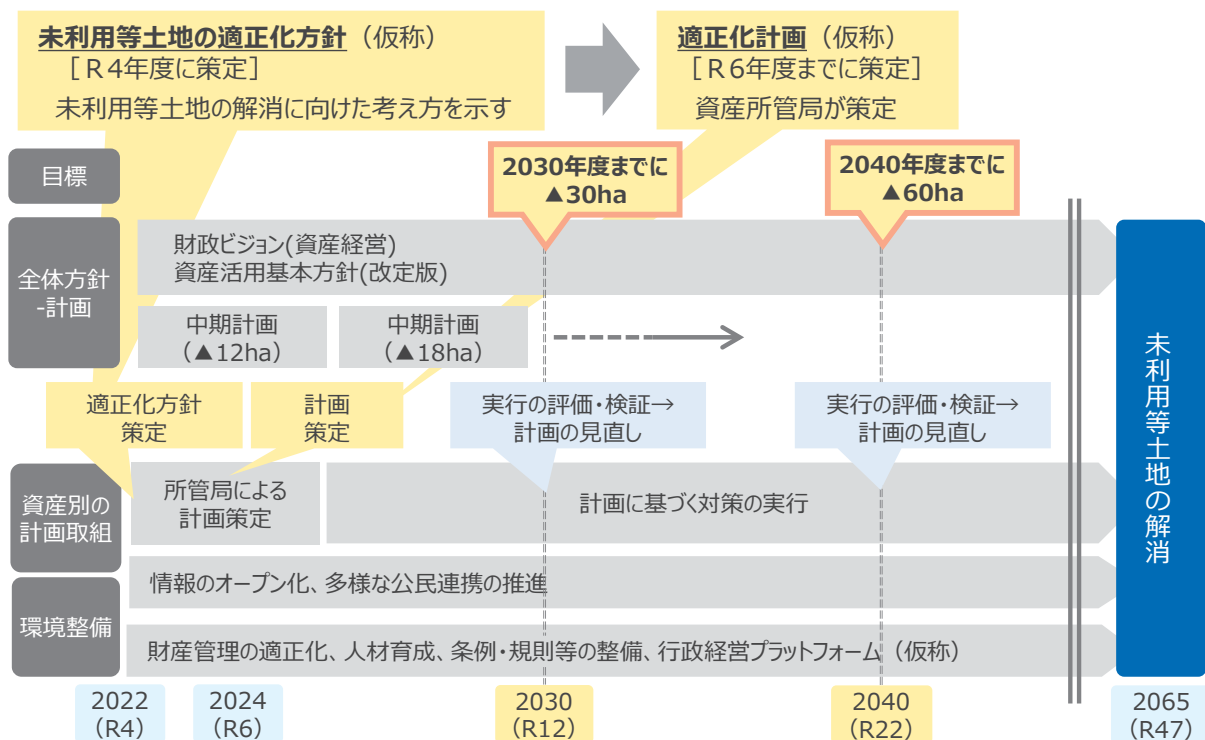 未利用等土地の適正化方針（仮称）
［Ｒ4年度に策定］
未利用等土地の解消に向けた考え方を示す
適正化計画（仮称）
［Ｒ6年度までに策定］
資産所管局が策定
目標
2030年度までに
▲30ha
2040年度までに
▲60ha
全体方針
-計画
財政ビジョン(資産経営)
資産活用基本方針(改定版)
中期計画
（▲12ha）
中期計画
（▲18ha）
適正化方針
策定
計画
策定
実行の評価・検証→
計画の見直し
実行の評価・検証→
計画の見直し
資産別の
計画取組
所管局による
計画策定
計画に基づく対策の実行
環境整備
情報のオープン化、多様な公民連携の推進
財産管理の適正化、人材育成、条例・規則等の整備、行政経営プラットフォーム（仮称）
未利用等土地の解消
2022
（R4）
2024
（R6）
2030
（R12）
2040
（R22）
2065
（R47）